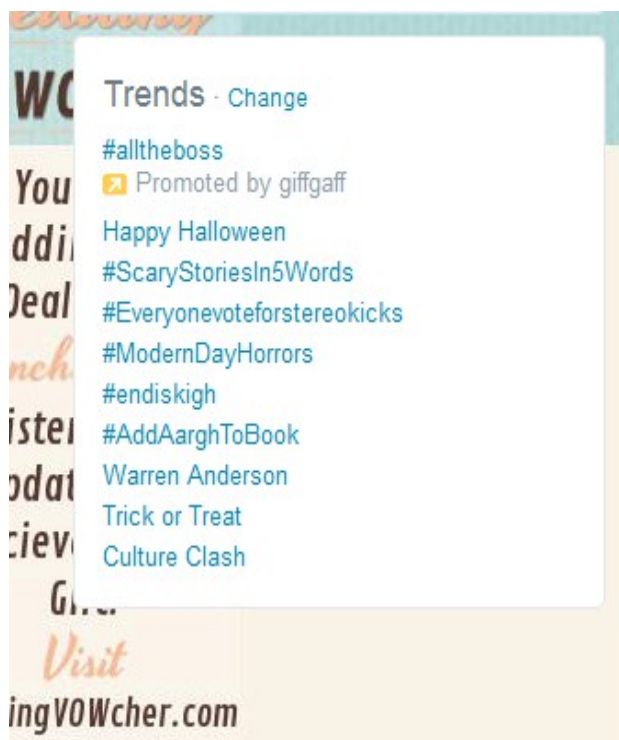 Trends · Change
#alltheboss
Promoted by giffgaff
Happy Halloween
#ScaryStoriesIn5Words
#Everyonevoteforstereokicks
#ModernDayHorrors
#endiskigh
#AddAarghToBook
Warren Anderson
Trick or Treat
Culture Clash
You
Visit
ingVOWcher.com